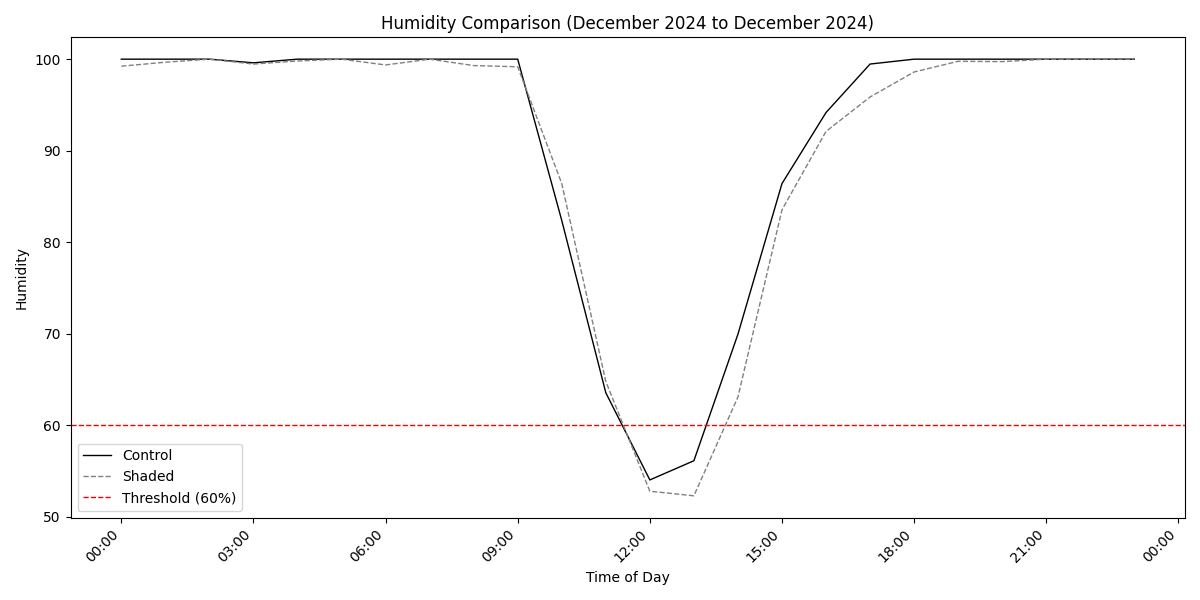 Humidity Comparison (December 2024 to December 2024)
100
90
80
70
60
50
Humidity
Control
Shaded
Threshold (60%)
00:00
03:00
06:00
09:00
12:00
15:00
18:00
21:00
00:00
Time of Day